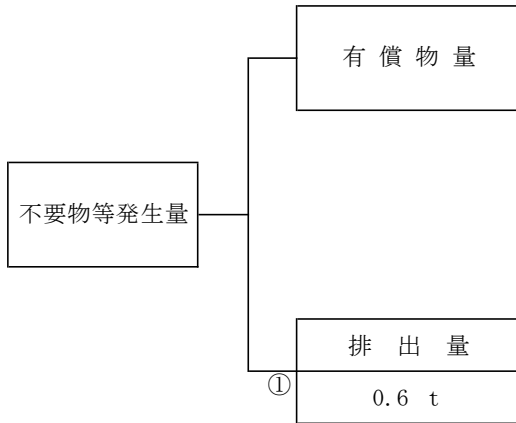 有償物量
不要物等発生量
排出量
①
0.6 t